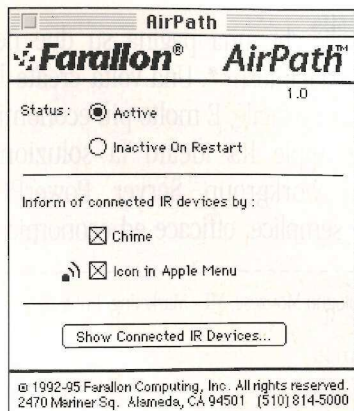 AirPath
Farallon® AirPath™
1.0
Status: Active
Inactive On Restart
Inform of connected IR devices by:
Chime
Icon in Apple Menu
Show Connected IR Devices...
© 1992-95 Farallon Computing, Inc. All rights reserved.
2470 Mariner Sq. Alameda, CA 94501 (510) 814-5000